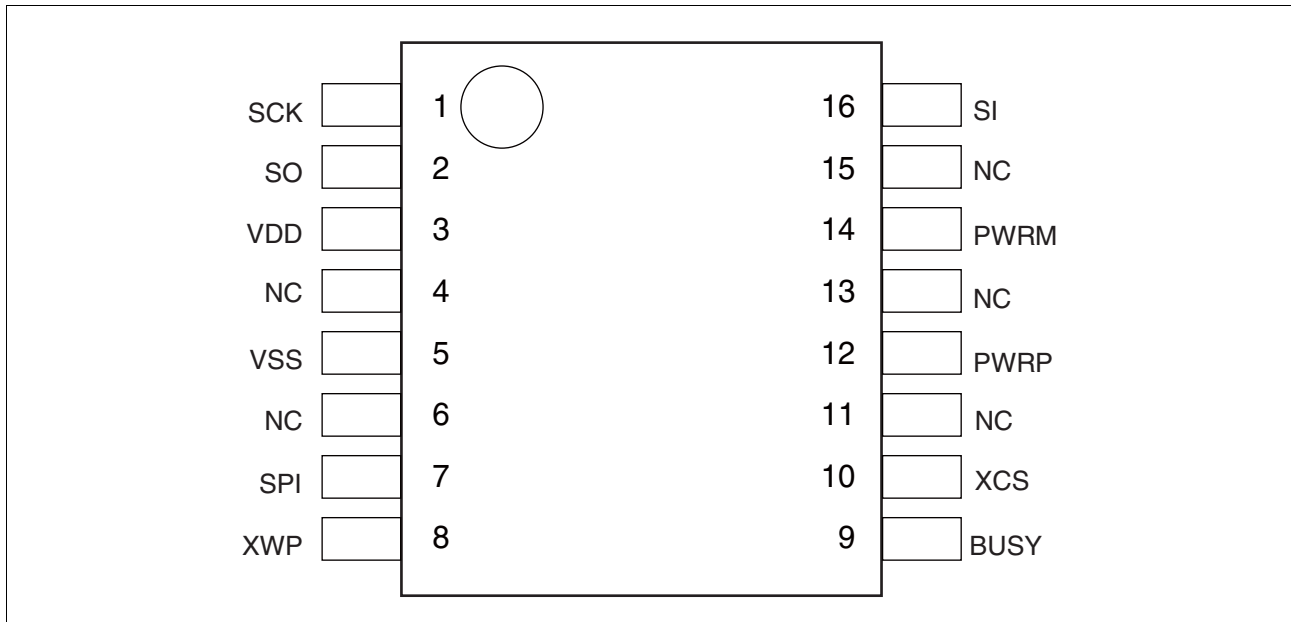 SCK 1 16 SI
SO 2 15 NC
VDD 3 14 PWRM
NC 4 13 NC
VSS 5 12 PWRP
NC 6 11 NC
SPI 7 10 XCS
XWP 8 9 BUSY